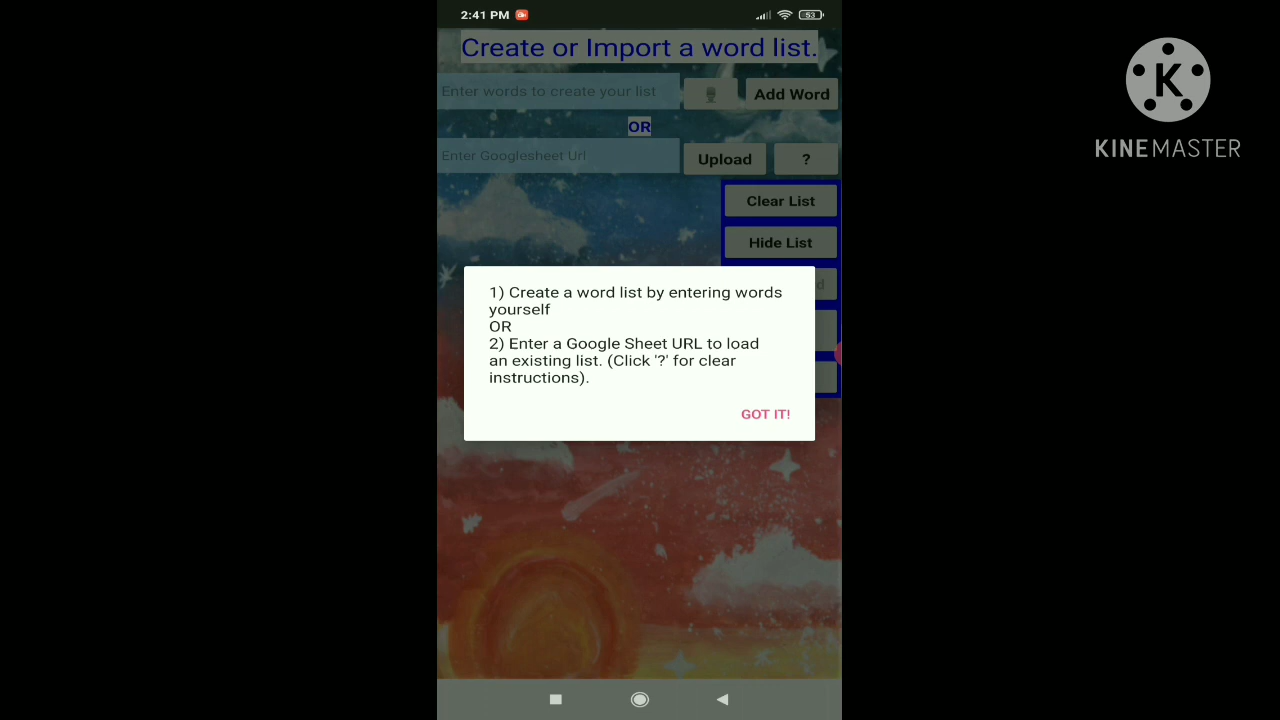 2:41 PM
53
Create or Import a word list.
Enter words to create your list
Add Word
OR
Enter Googlesheet Url
Upload
?
Clear List
Hide List
d
1) Create a word list by entering words
yourself
OR
2) Enter a Google Sheet URL to load
an existing list. (Click '?' for clear
instructions).
GOT IT!
K
KINEMASTER